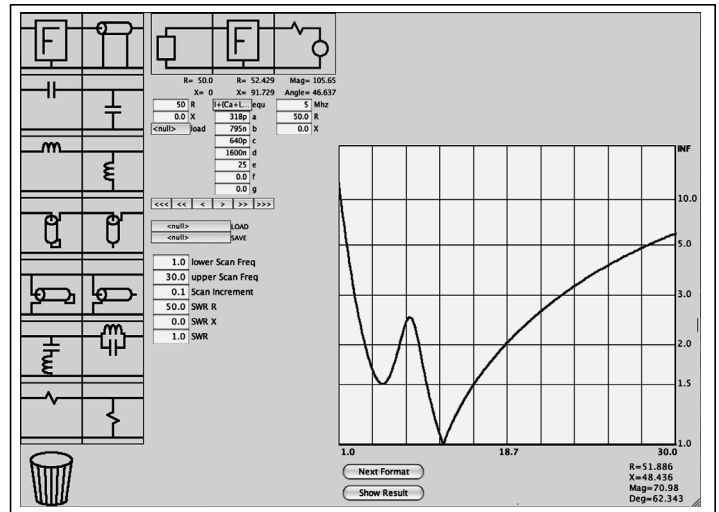 F
F
R= 50.0 R= 52.429 Mag= 105.65
X= 0 X= 91.729 Angle= 46.637
50 R I+(Ca+L... equ 5 Mhz
0.0 X 318p a 50.0 R
<null> load 795n b 0.0 X
640p c
1600n d
25 e
0.0 f
0.0 g
<<< << < > >> >>>
<null> LOAD
<null> SAVE
1.0 lower Scan Freq
30.0 upper Scan Freq
0.1 Scan Increment
50.0 SWR R
0.0 SWR X
1.0 SWR
INF
10.0
5.0
3.0
2.0
1.5
1.0
1.0 18.7 30.0
Next Format
Show Result
R=51.886
X=48.436
Mag=70.98
Deg=62.343